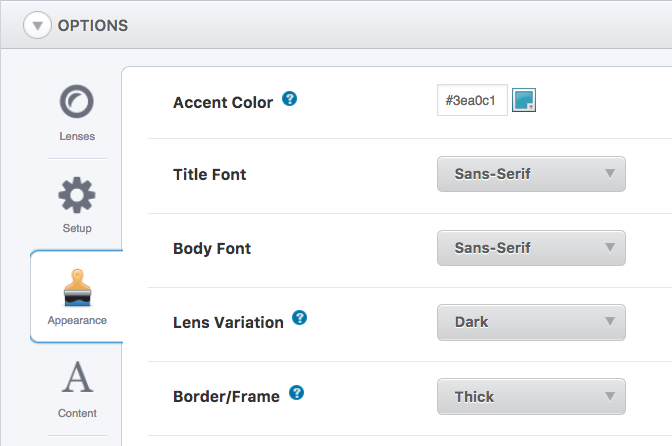 OPTIONS
Lenses
Setup
Appearance
Content
Accent Color ?
#3ea0c1
Title Font
Sans-Serif
Body Font
Sans-Serif
Lens Variation ?
Dark
Border/Frame ?
Thick